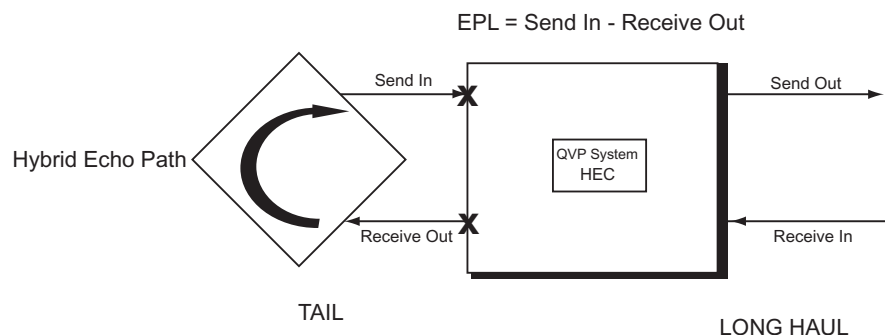 EPL = Send In - Receive Out
Send In
Send Out
Hybrid Echo Path
QVP System
HEC
Receive Out
Receive In
TAIL
LONG HAUL